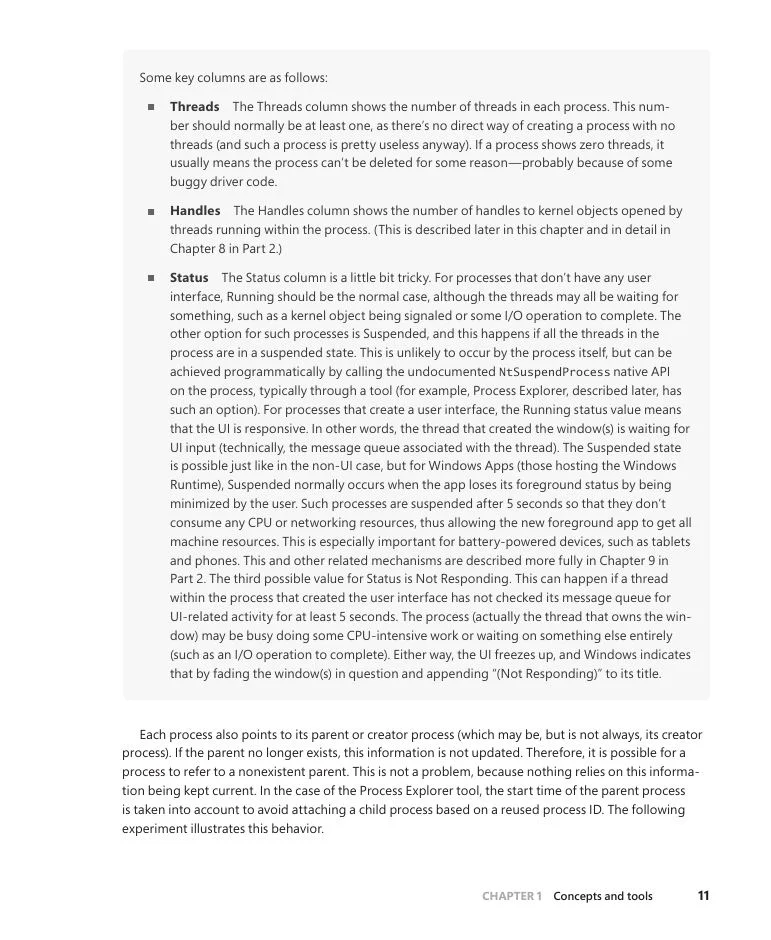 Some key columns are as follows:
■ Threads The Threads column shows the number of threads in each process. This num-
ber should normally be at least one, as there's no direct way of creating a process with no
threads (and such a process is pretty useless anyway). If a process shows zero threads, it
usually means the process can't be deleted for some reason—probably because of some
buggy driver code.
■ Handles The Handles column shows the number of handles to kernel objects opened by
threads running within the process. (This is described later in this chapter and in detail in
Chapter 8 in Part 2.)
■ Status The Status column is a little bit tricky. For processes that don't have any user
interface, Running should be the normal case, although the threads may all be waiting for
something, such as a kernel object being signaled or some I/O operation to complete. The
other option for such processes is Suspended, and this happens if all the threads in the
process are in a suspended state. This is unlikely to occur by the process itself, but can be
achieved programmatically by calling the undocumented NtSuspendProcess native API
on the process, typically through a tool (for example, Process Explorer, described later, has
such an option). For processes that create a user interface, the Running status value means
that the UI is responsive. In other words, the thread that created the window(s) is waiting for
UI input (technically, the message queue associated with the thread). The Suspended state
is possible just like in the non-UI case, but for Windows Apps (those hosting the Windows
Runtime), Suspended normally occurs when the app loses its foreground status by being
minimized by the user. Such processes are suspended after 5 seconds so that they don't
consume any CPU or networking resources, thus allowing the new foreground app to get all
machine resources. This is especially important for battery-powered devices, such as tablets
and phones. This and other related mechanisms are described more fully in Chapter 9 in
Part 2. The third possible value for Status is Not Responding. This can happen if a thread
within the process that created the user interface has not checked its message queue for
UI-related activity for at least 5 seconds. The process (actually the thread that owns the win-
dow) may be busy doing some CPU-intensive work or waiting on something else entirely
(such as an I/O operation to complete). Either way, the UI freezes up, and Windows indicates
that by fading the window(s) in question and appending "(Not Responding)" to its title.
Each process also points to its parent or creator process (which may be, but is not always, its creator
process). If the parent no longer exists, this information is not updated. Therefore, it is possible for a
process to refer to a nonexistent parent. This is not a problem, because nothing relies on this informa-
tion being kept current. In the case of the Process Explorer tool, the start time of the parent process
is taken into account to avoid attaching a child process based on a reused process ID. The following
experiment illustrates this behavior.
CHAPTER 1 Concepts and tools 11